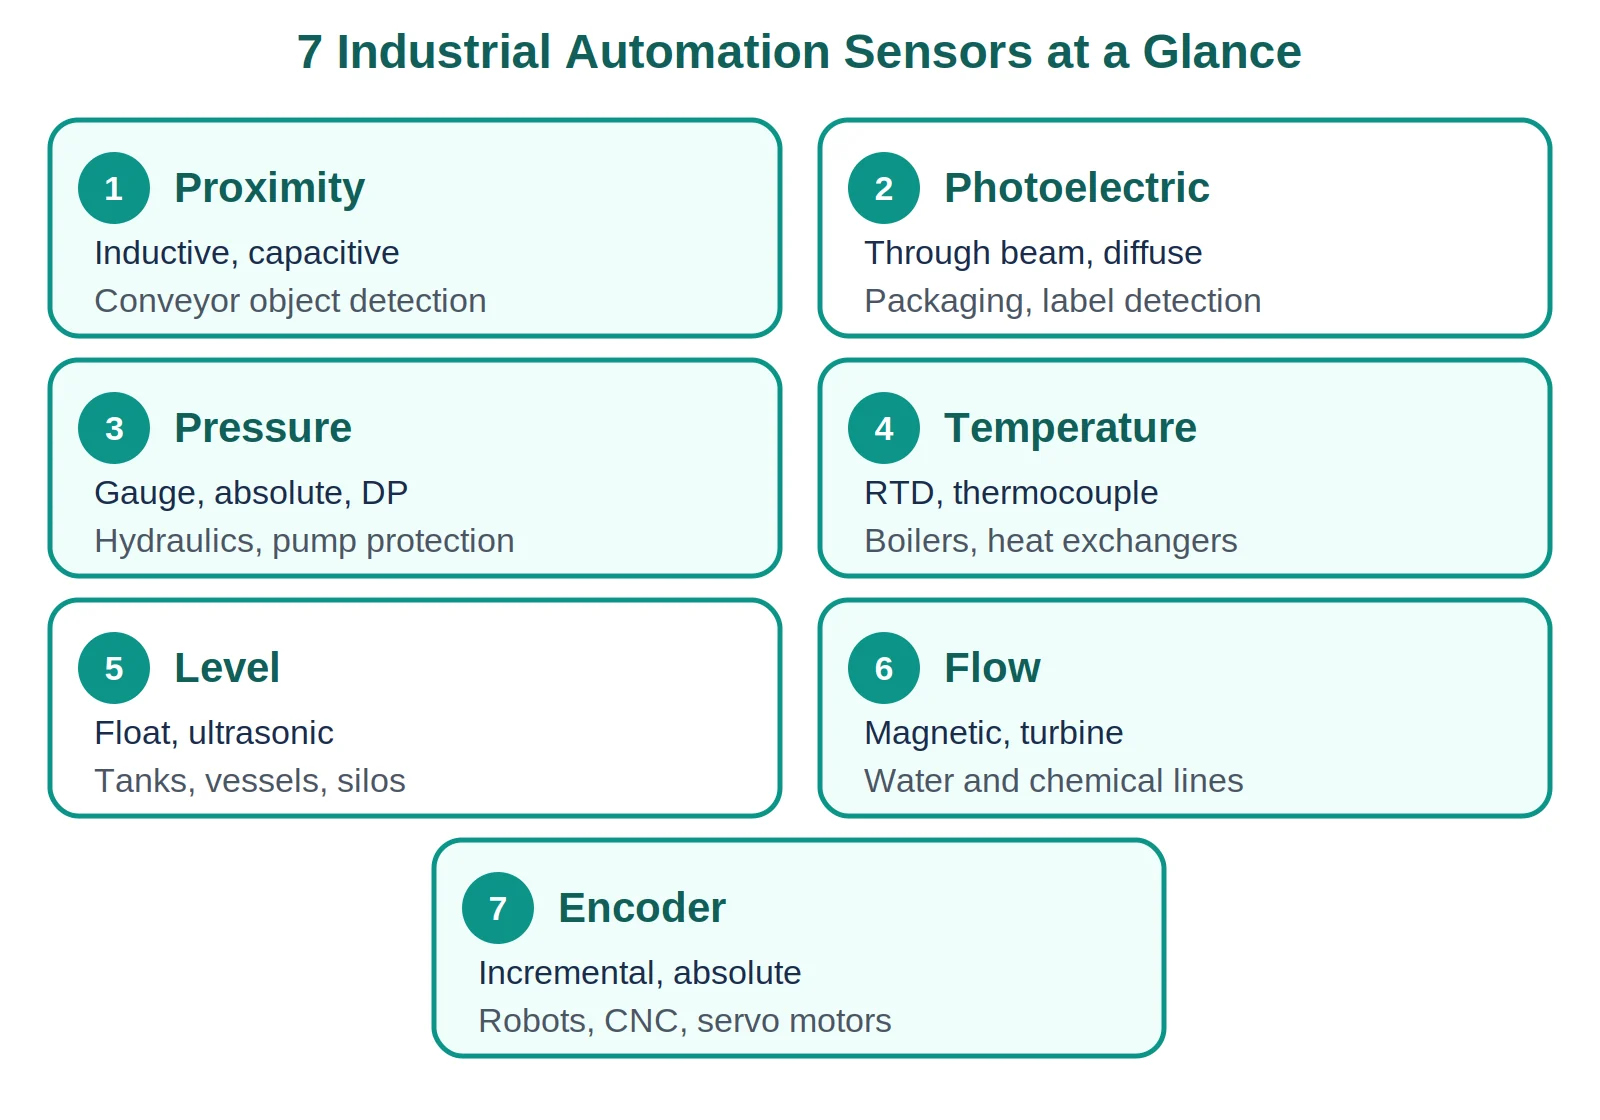 7 Industrial Automation Sensors at a Glance
1 Proximity
Inductive, capacitive
Conveyor object detection
2 Photoelectric
Through beam, diffuse
Packaging, label detection
3 Pressure
Gauge, absolute, DP
Hydraulics, pump protection
4 Temperature
RTD, thermocouple
Boilers, heat exchangers
5 Level
Float, ultrasonic
Tanks, vessels, silos
6 Flow
Magnetic, turbine
Water and chemical lines
7 Encoder
Incremental, absolute
Robots, CNC, servo motors